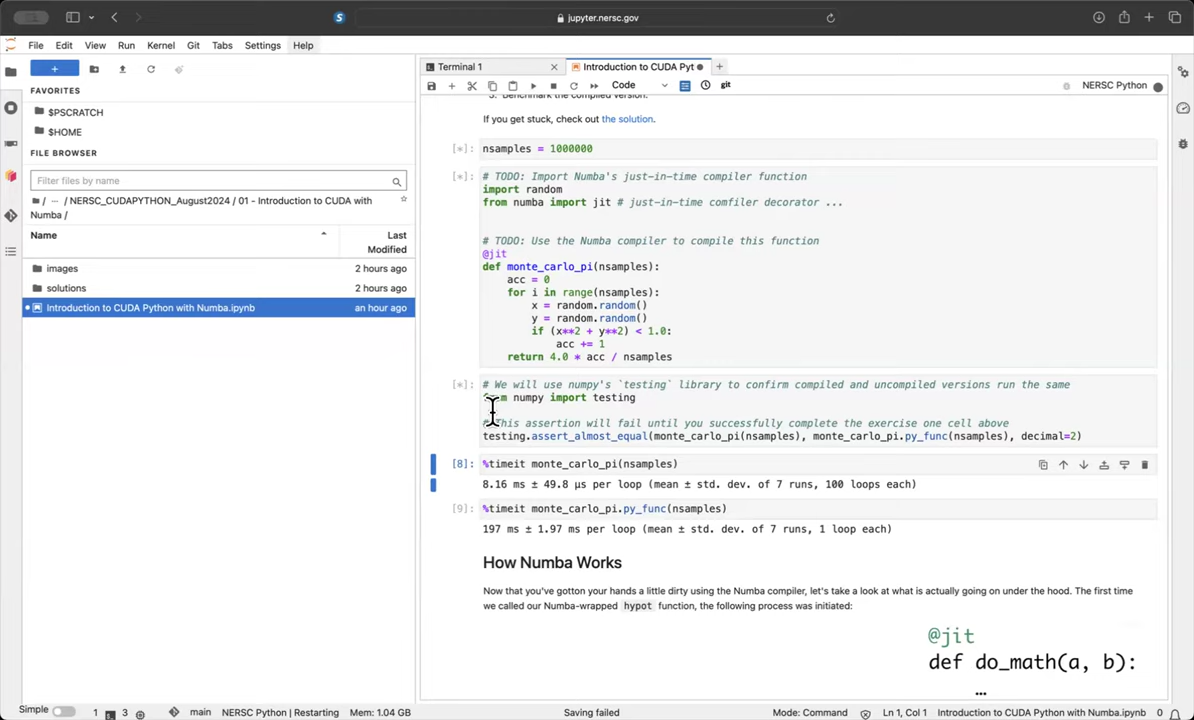 jupyter.nersc.gov
File Edit View Run Kernel Git Tabs Settings Help
Terminal 1
Introduction to CUDA Pyt
Code
git
NERSC Python
FAVORITES
$PSCRATCH
$HOME
FILE BROWSER
Filter files by name
/ ··· / NERSC_CUDAPYTHON_August2024 / 01 - Introduction to CUDA with
Numba /
Name Last
Modified
images 2 hours ago
solutions 2 hours ago
Introduction to CUDA Python with Numba.ipynb an hour ago
3. Benchmark the compiled version.
If you get stuck, check out the solution.
[*]: nsamples = 1000000
[*]: # TODO: Import Numba's just-in-time compiler function
import random
from numba import jit # just-in-time comfiler decorator ...
# TODO: Use the Numba compiler to compile this function
@jit
def monte_carlo_pi(nsamples):
acc = 0
for i in range(nsamples):
x = random.random()
y = random.random()
if (x**2 + y**2) < 1.0:
acc += 1
return 4.0 * acc / nsamples
[*]: # We will use numpy's `testing` library to confirm compiled and uncompiled versions run the same
numpy import testing
This assertion will fail until you successfully complete the exercise one cell above
testing.assert_almost_equal(monte_carlo_pi(nsamples), monte_carlo_pi.py_func(nsamples), decimal=2)
[8]: %timeit monte_carlo_pi(nsamples)
8.16 ms ± 49.8 µs per loop (mean ± std. dev. of 7 runs, 100 loops each)
[9]: %timeit monte_carlo_pi.py_func(nsamples)
197 ms ± 1.97 ms per loop (mean ± std. dev. of 7 runs, 1 loop each)
How Numba Works
Now that you've gotton your hands a little dirty using the Numba compiler, let's take a look at what is actually going on under the hood. The first time
we called our Numba-wrapped hypot function, the following process was initiated:
@jit
def do_math(a, b):
...
Simple 1 3 main NERSC Python | Restarting Mem: 1.04 GB Saving failed Mode: Command Ln 1, Col 1 Introduction to CUDA Python with Numba.ipynb 0